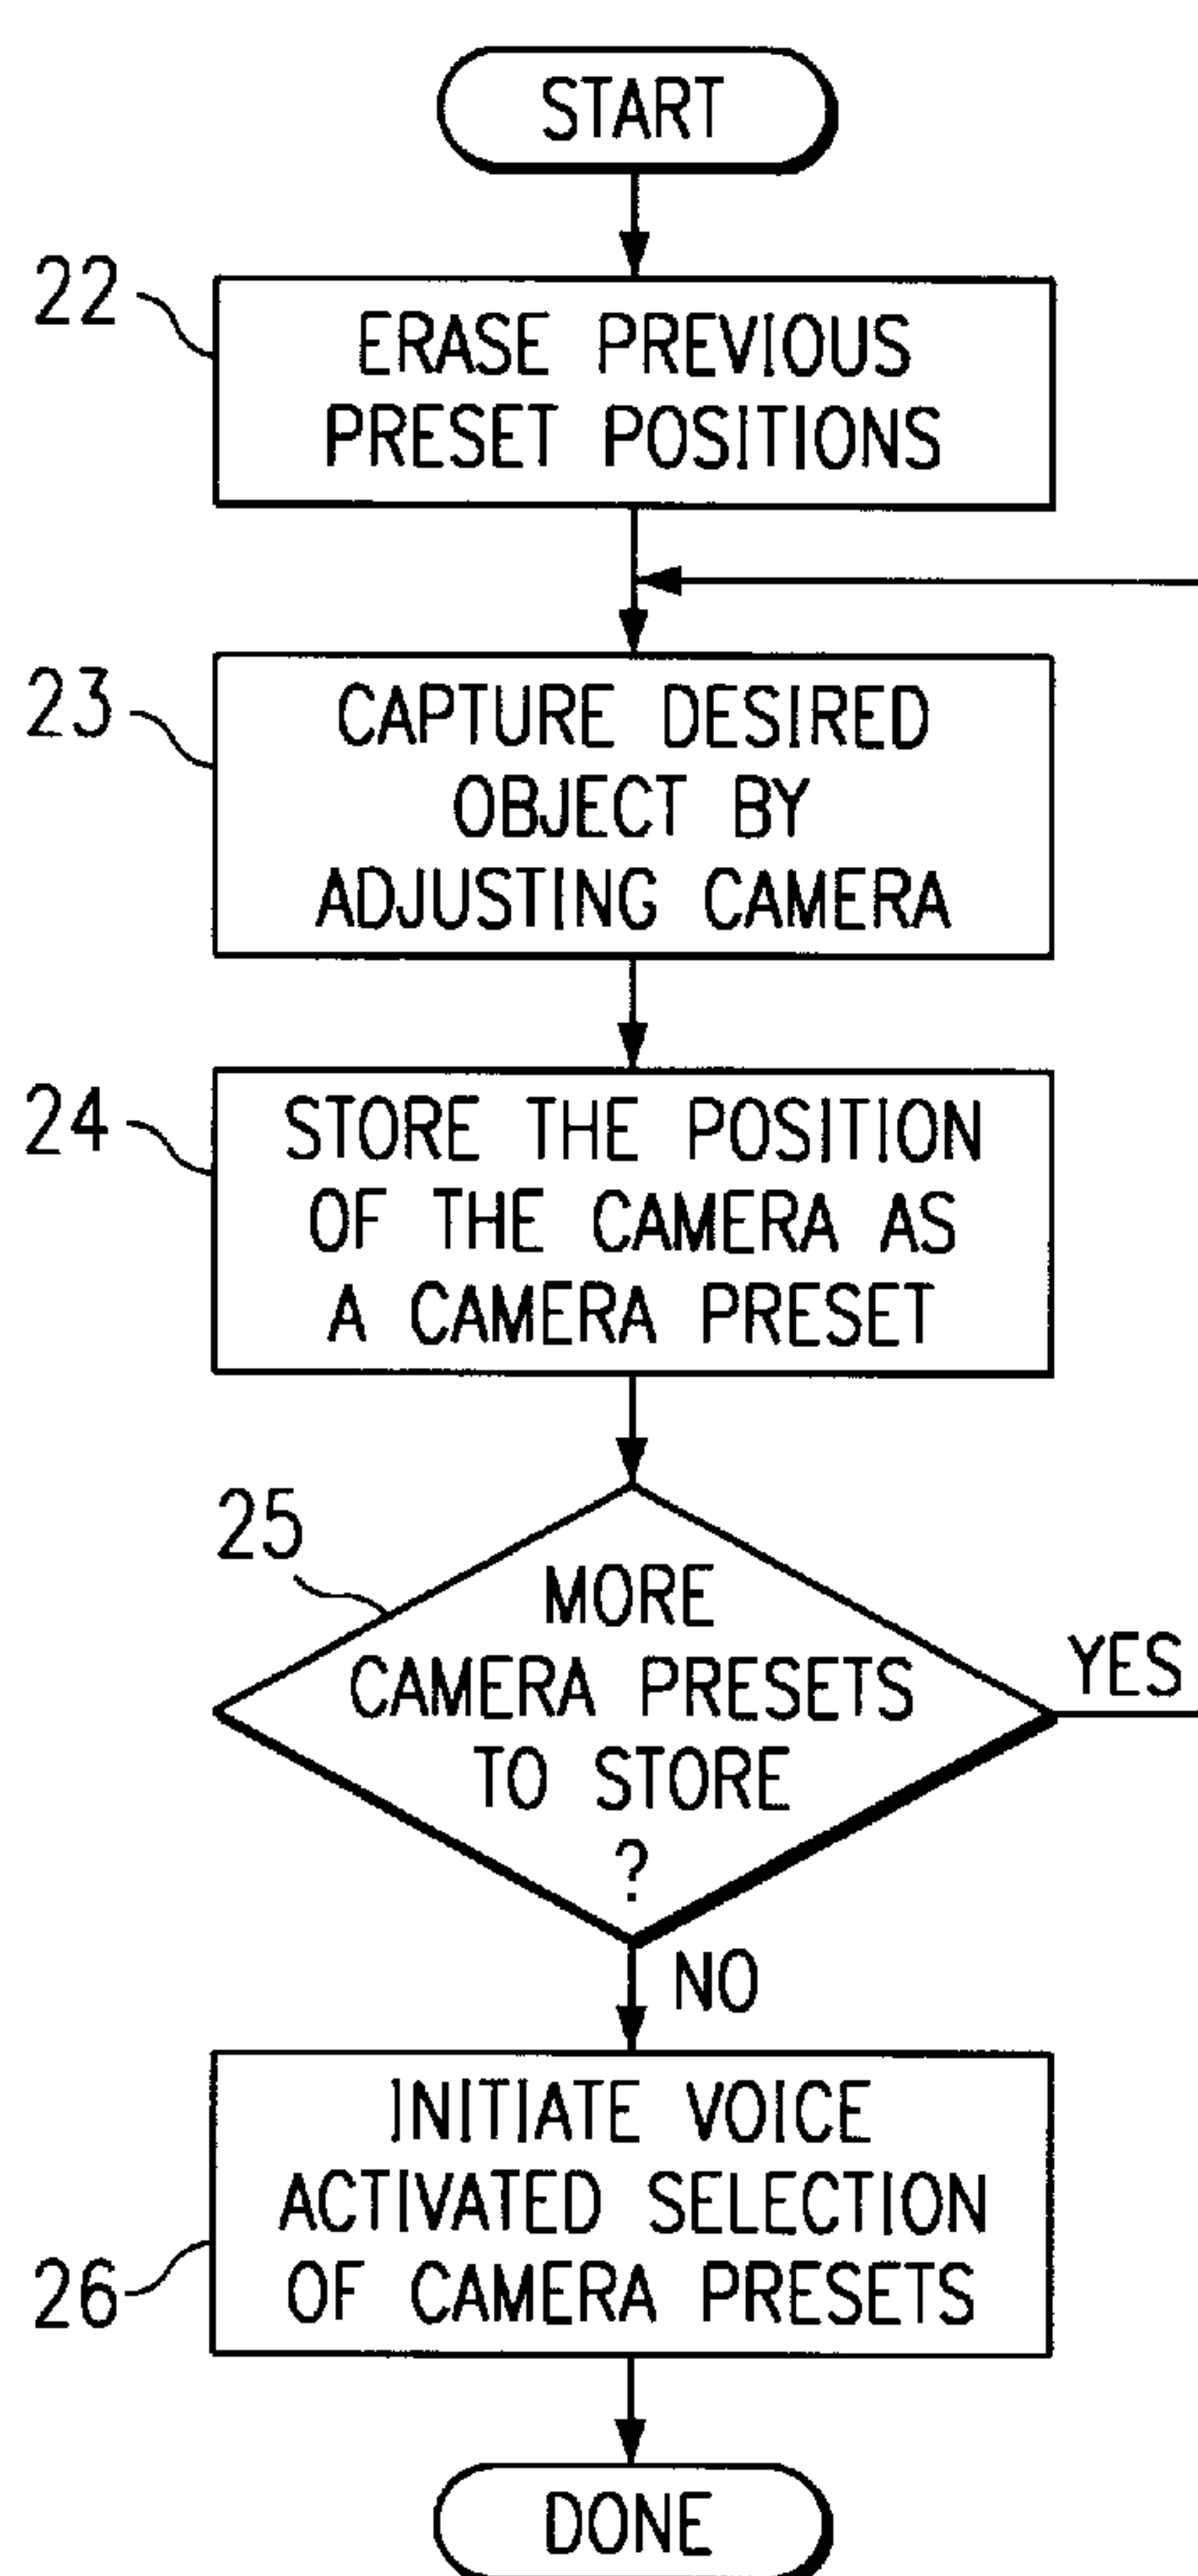 START
22
ERASE PREVIOUS
PRESET POSITIONS
23
CAPTURE DESIRED
OBJECT BY
ADJUSTING CAMERA
24
STORE THE POSITION
OF THE CAMERA AS
A CAMERA PRESET
25
MORE
CAMERA PRESETS
TO STORE
?
YES
NO
INITIATE VOICE
ACTIVATED SELECTION
OF CAMERA PRESETS
26
DONE